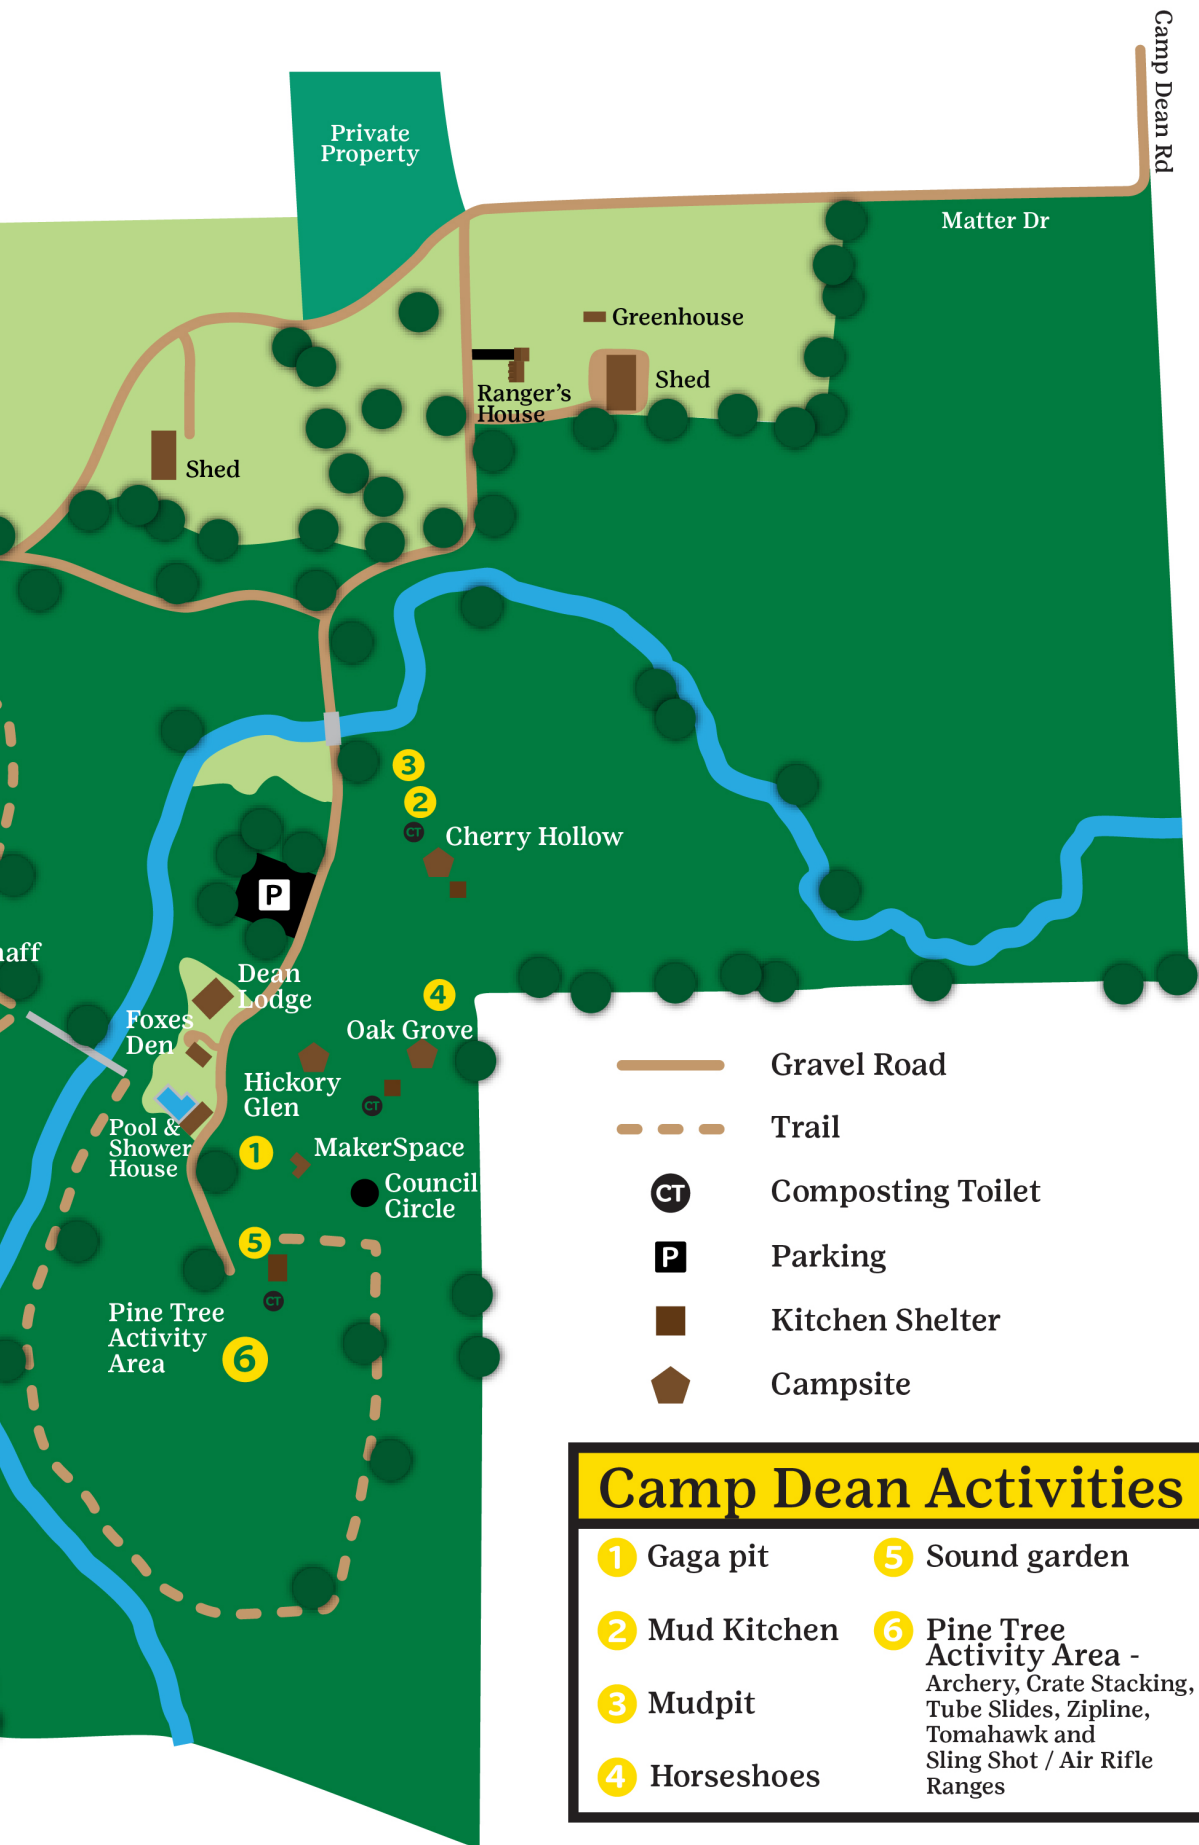 Camp Dean Rd
Private
Property
Matter Dr
Greenhouse
Shed
Ranger's
House
Shed
3
2
CT
Cherry Hollow
P
Dean
Lodge
4
Foxes
Den
Oak Grove
Hickory
Glen
CT
Pool &
Shower
House
1
MakerSpace
Council
Circle
5
CT
Pine Tree
Activity
Area
6
Gravel Road
Trail
CT Composting Toilet
P Parking
Kitchen Shelter
Campsite
Camp Dean Activities
1 Gaga pit
2 Mud Kitchen
3 Mudpit
4 Horseshoes
5 Sound garden
6 Pine Tree
Activity Area -
Archery, Crate Stacking,
Tube Slides, Zipline,
Tomahawk and
Sling Shot / Air Rifle
Ranges